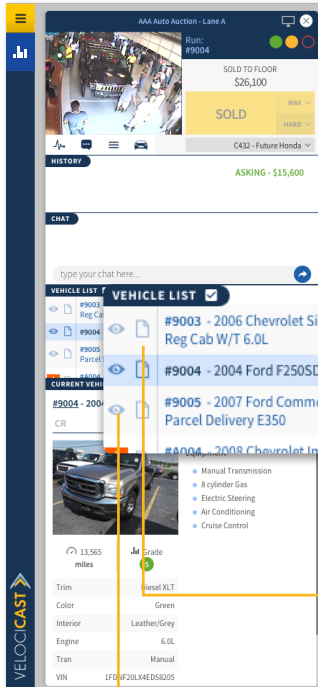 AAA Auto Auction - Lane A
Run:
#9004
SOLD TO FLOOR
$26,100
SOLD
MAX
HARD
C432 - Future Honda
HISTORY
ASKING - $15,600
CHAT
type your chat here...
VEHICLE LIST
#9003
Reg Ca
#9004
#9005
Parcel
VEHICLE LIST
#9003 - 2006 Chevrolet Si
Reg Cab W/T 6.0L
#9004 - 2004 Ford F250SD
#9005 - 2007 Ford Comme
Parcel Delivery E350
#A004 - 2008 Chevrolet Im
CURRENT VEHI
#9004 - 2004
CR
Equipment
Manual Transmission
8 cylinder Gas
Electric Steering
Air Conditioning
Cruise Control
13,565
miles
Grade
Trim Diesel XLT
Color Green
Interior Leather/Grey
Engine 6.0L
Tran Manual
VIN 1FDNF20LX4ED58205
VELOCICAST